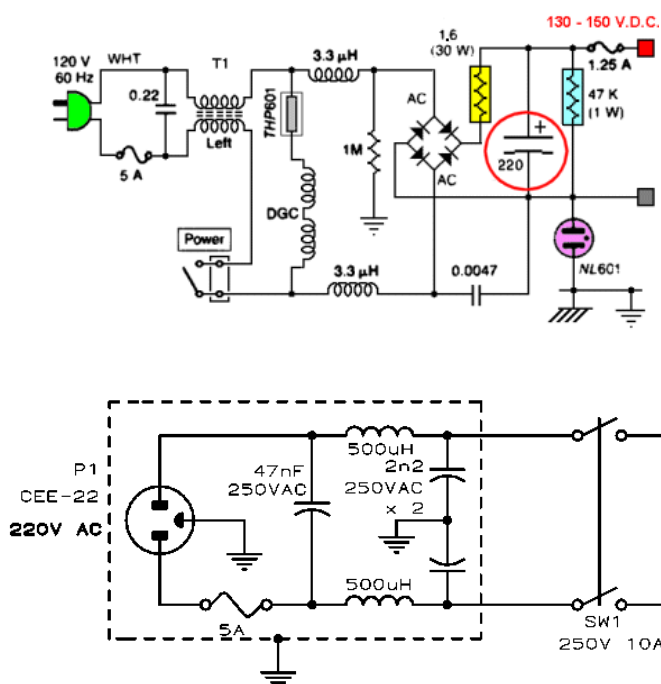 130 - 150 V.D.C.
120 V
60 Hz
WHT
T1
3.3 µH
1,6
(30 W)
1.25 A
0.22
THP601
AC
47 K
(1 W)
+
Left
1M
220
5 A
AC
DGC
Power
NL601
3.3 µH
0.0047
500uH
P1
47nF
2n2
CEE-22
250VAC
250VAC
220V AC
x 2
500uH
5A
SW1
250V 10A